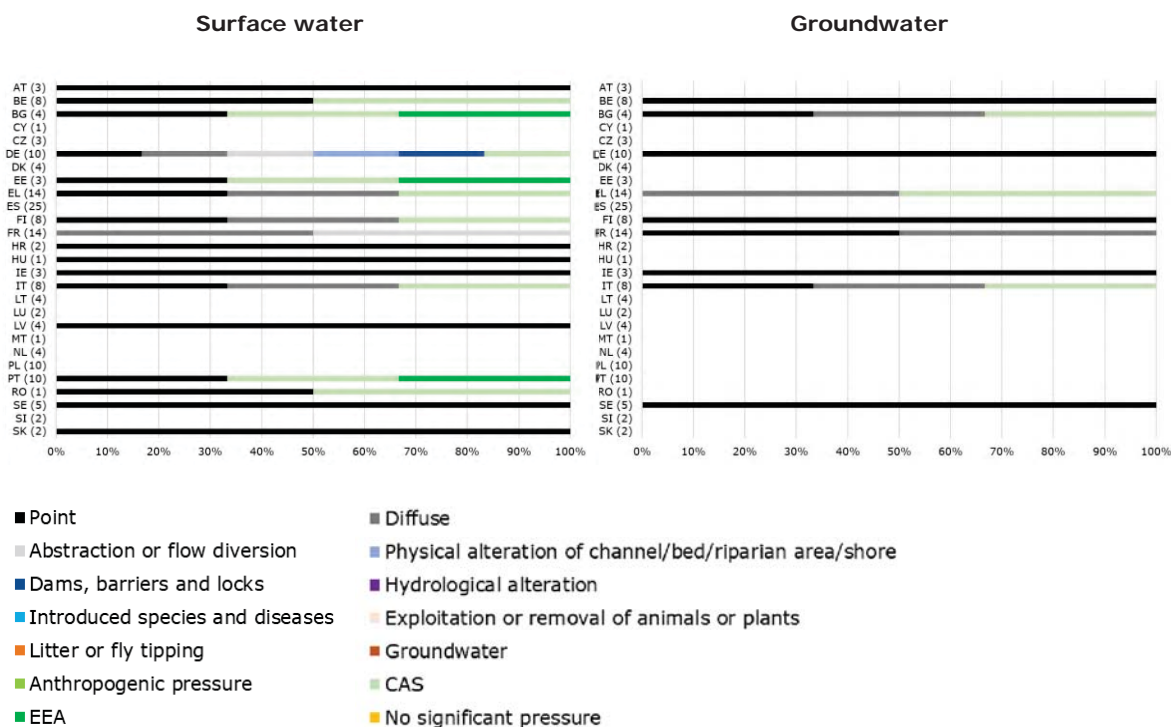 Surface water
AT (3)
BE (8)
BG (4)
CY (1)
CZ (3)
DE (10)
DK (4)
EE (3)
EL (14)
ES (25)
FI (8)
FR (14)
HR (2)
HU (1)
IE (3)
IT (8)
LT (4)
LU (2)
LV (4)
MT (1)
NL (4)
PL (10)
PT (10)
RO (1)
SE (5)
SI (2)
SK (2)
0% 10% 20% 30% 40% 50% 60% 70% 80% 90% 100%
Groundwater
AT (3)
BE (8)
BG (4)
CY (1)
CZ (3)
DE (10)
DK (4)
EE (3)
EL (14)
ES (25)
FI (8)
FR (14)
HR (2)
HU (1)
IE (3)
IT (8)
LT (4)
LU (2)
LV (4)
MT (1)
NL (4)
PL (10)
PT (10)
RO (1)
SE (5)
SI (2)
SK (2)
0% 10% 20% 30% 40% 50% 60% 70% 80% 90% 100%
Point
Diffuse
Abstraction or flow diversion
Physical alteration of channel/bed/riparian area/shore
Dams, barriers and locks
Hydrological alteration
Introduced species and diseases
Exploitation or removal of animals or plants
Litter or fly tipping
Groundwater
Anthropogenic pressure
CAS
EEA
No significant pressure